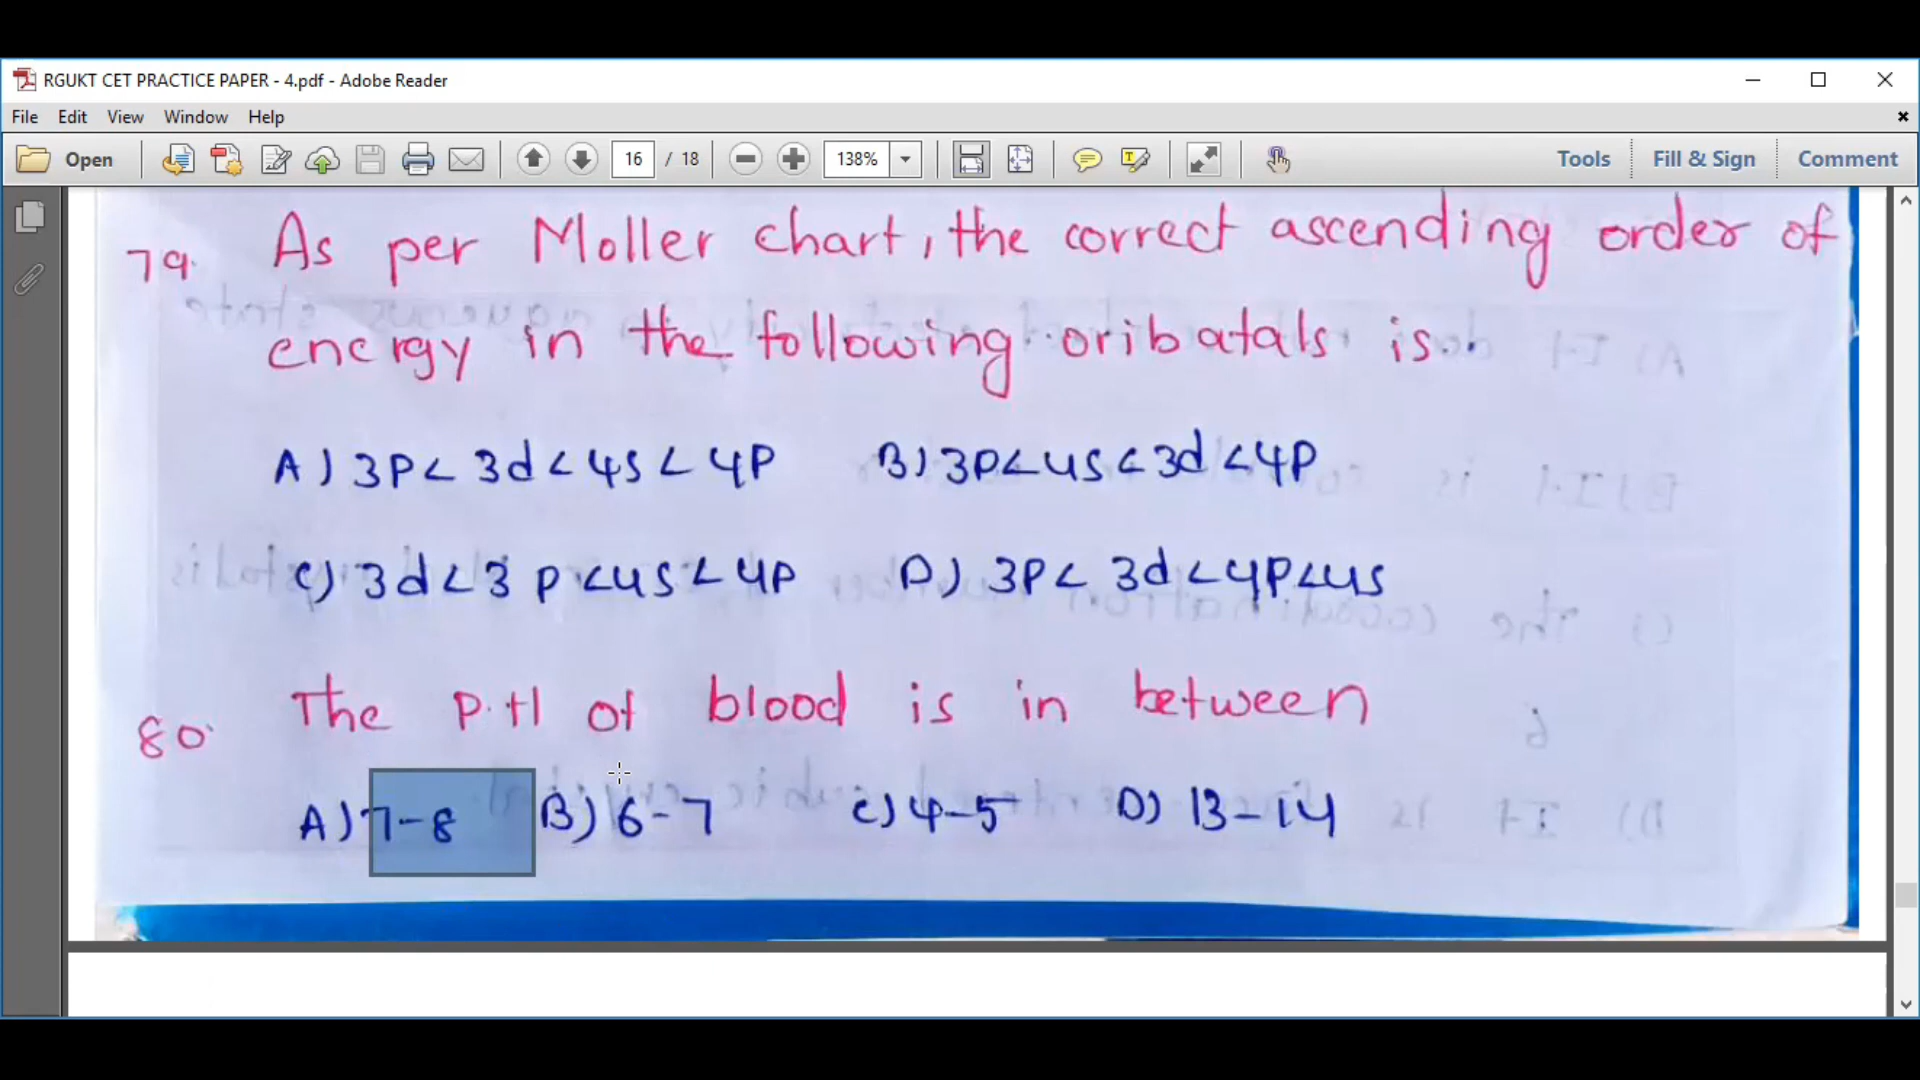 RGUKT CET PRACTICE PAPER - 4.pdf - Adobe Reader
File Edit View Window Help
Open 16 / 18 138% Tools Fill & Sign Comment
79. As per Moller chart, the correct ascending order of
energy in the following oribatals is.
A) 3p< 3d< 4s < 4p B) 3p<4s<3d<4p
C) 3d<3p<4s<4p D) 3p< 3d<4p<4s
80. The P.H of blood is in between
A) 7-8 B) 6-7 C) 4-5 D) 13-14